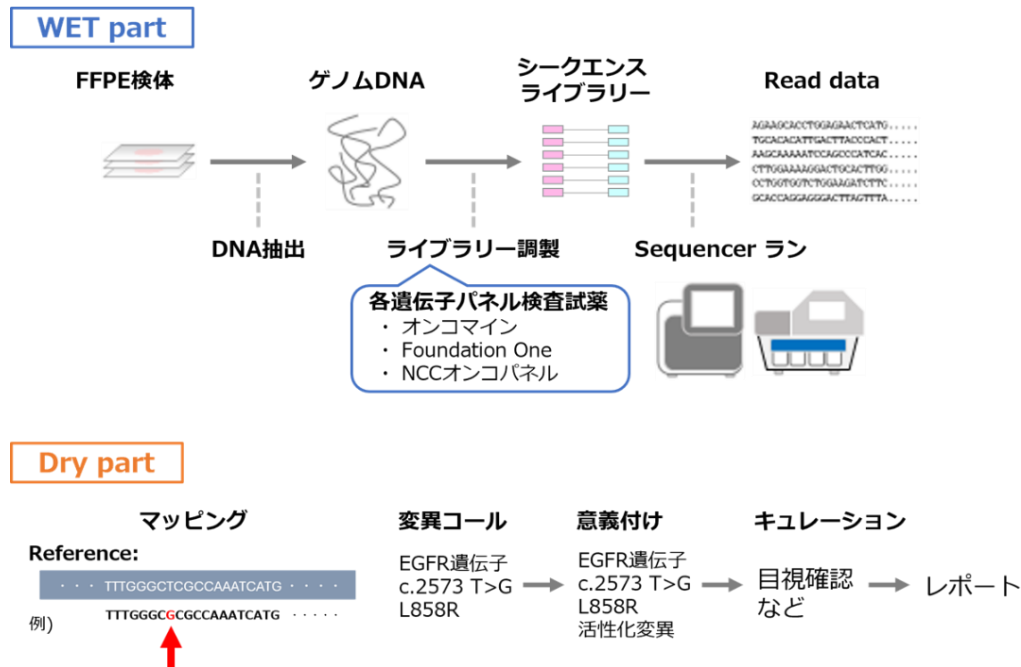 WET part
FFPE検体
ゲノムDNA
シークエンス
ライブラリー
Read data
AGAAGCACCTGGAGAACTCATG.....
TGCACACATTGACTTACCCACT.....
AAGCAAAAATCCAGCCCATCAC.....
CTTGGAAAAGGACTGCACTTGG.....
CCTGGTGGTCTGGAAGATCTTC.....
GCACCAGGAGGGACTTAGTTTA.....
DNA抽出
ライブラリー調製
Sequencer ラン
各遺伝子パネル検査試薬
・ オンコマイン
・ Foundation One
・ NCCオンコパネル
Dry part
マッピング
変異コール
意義付け
キュレーション
Reference:
・ ・ ・ TTTGGGCTCGCCAAATCATG ・ ・ ・ ・
例)
TTTGGGCGCGCCAAATCATG ・・・・・
EGFR遺伝子
c.2573 T>G
L858R
EGFR遺伝子
c.2573 T>G
L858R
活性化変異
目視確認
など
レポート